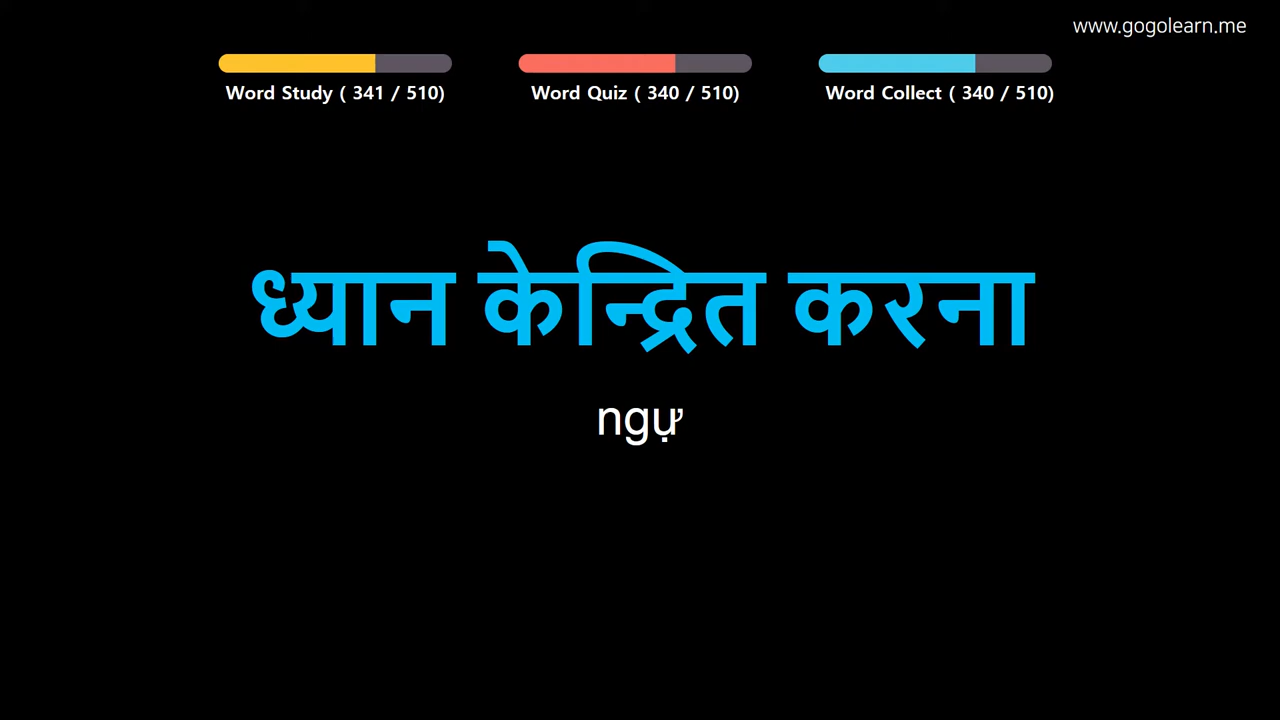 www.gogolearn.me
Word Study ( 341 / 510)
Word Quiz ( 340 / 510)
Word Collect ( 340 / 510)
ध्यान केन्द्रित करना
ngự